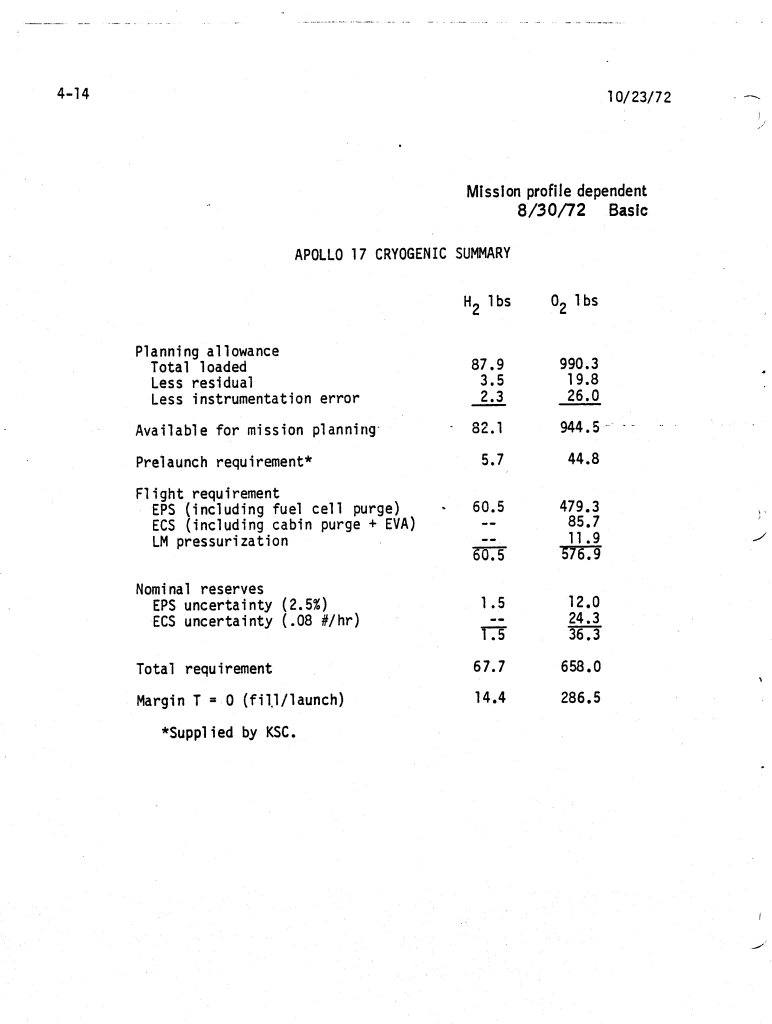 4-14 10/23/72
Mission profile dependent
8/30/72 Basic
APOLLO 17 CRYOGENIC SUMMARY
H2 lbs O2 lbs
Planning allowance
Total loaded 87.9 990.3
Less residual 3.5 19.8
Less instrumentation error 2.3 26.0
Available for mission planning 82.1 944.5
Prelaunch requirement* 5.7 44.8
Flight requirement
EPS (including fuel cell purge) 60.5 479.3
ECS (including cabin purge + EVA) -- 85.7
LM pressurization -- 11.9
60.5 576.9
Nominal reserves
EPS uncertainty (2.5%) 1.5 12.0
ECS uncertainty (.08 #/hr) -- 24.3
1.5 36.3
Total requirement 67.7 658.0
Margin T = 0 (fill/launch) 14.4 286.5
*Supplied by KSC.